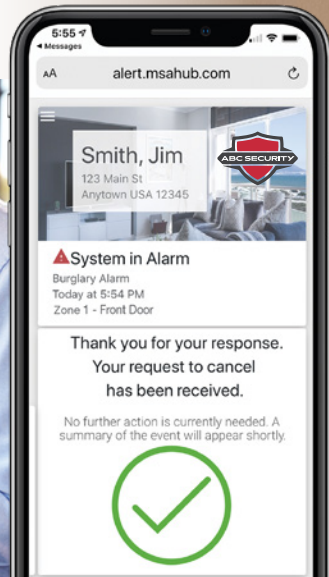 5:55
Messages
AA
alert.msahub.com
Smith, Jim
123 Main St
Anytown USA 12345
ABC SECURITY
System in Alarm
Burglary Alarm
Today at 5:54 PM
Zone 1 - Front Door
Thank you for your response.
Your request to cancel
has been received.
No further action is currently needed. A
summary of the event will appear shortly.